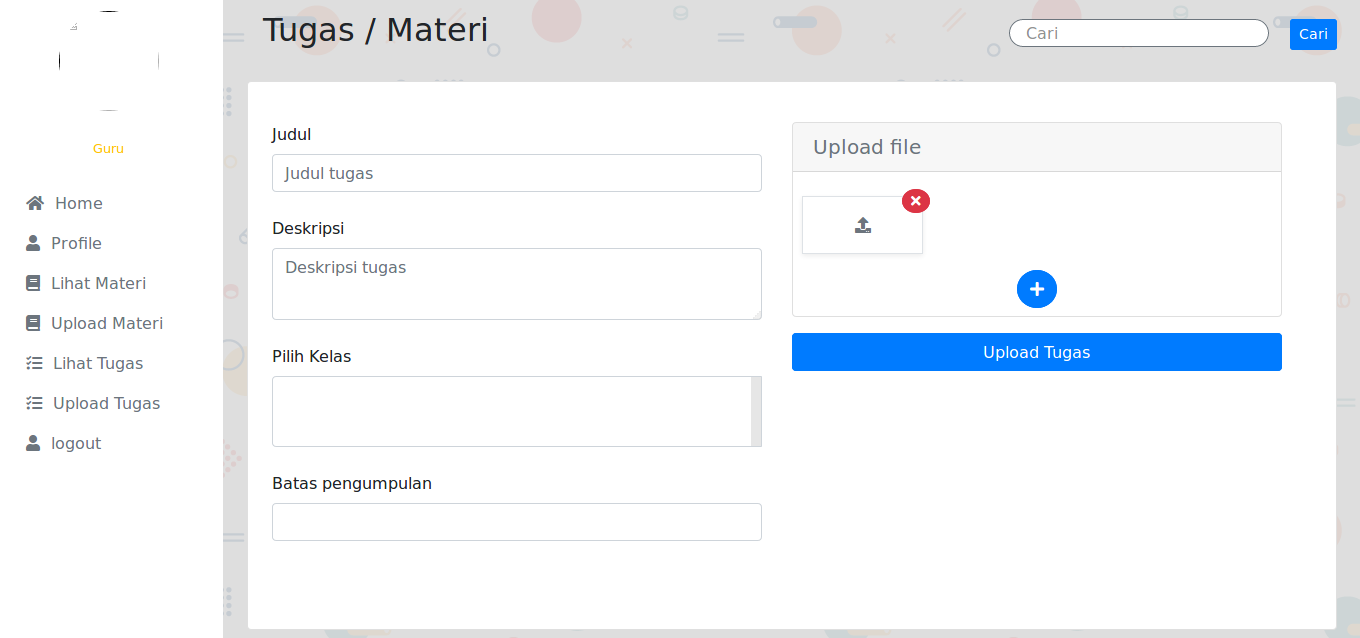 Guru
Home
Profile
Lihat Materi
Upload Materi
Lihat Tugas
Upload Tugas
logout
Tugas / Materi
Cari
Cari
Judul
Judul tugas
Deskripsi
Deskripsi tugas
Pilih Kelas
Batas pengumpulan
Upload file
Upload Tugas